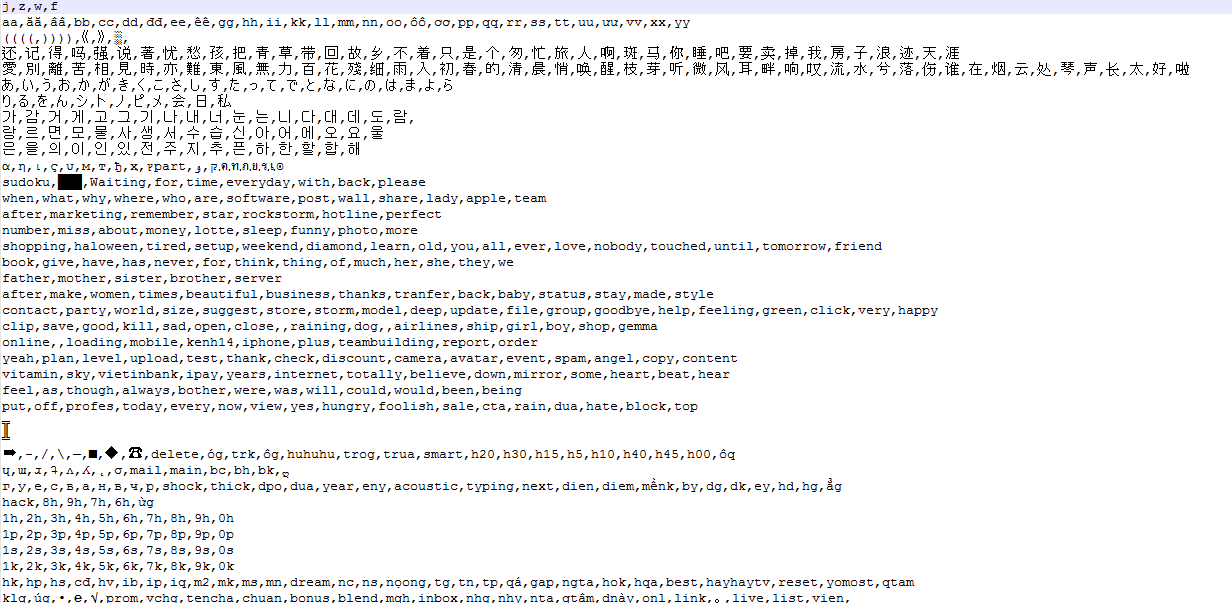 j,z,w,f
aa,ăă,ââ,bb,cc,dd,đđ,ee,êê,gg,hh,ii,kk,ll,mm,nn,oo,ôô,ơơ,pp,qq,rr,ss,tt,uu,ưư,vv,xx,yy
((((,)))),《,》,▒,
还,记,得,吗,强,说,著,忧,愁,孩,把,青,草,带,回,故,乡,不,着,只,是,个,匆,忙,旅,人,啊,斑,马,你,睡,吧,要,卖,掉,我,房,子,浪,迹,天,涯
愛,別,離,苦,相,見,時,亦,難,東,風,無,力,百,花,殘,细,雨,入,初,春,的,清,晨,悄,唤,醒,枝,芽,听,微,风,耳,畔,响,叹,流,水,兮,落,伤,谁,在,烟,云,处,琴,声,长,太,好,啦
あ,い,う,お,か,が,き,く,こ,さ,し,す,た,っ,て,で,と,な,に,の,は,ま,よ,ら
り,る,を,ん,シ,ト,ノ,ピ,メ,会,日,私
가,감,거,게,고,그,기,나,내,너,눈,는,니,다,대,데,도,람,
랑,르,면,모,물,사,생,서,수,습,신,아,어,에,오,요,울
은,을,의,이,인,있,전,주,지,추,픈,하,한,할,합,해
sudoku,███,Waiting,for,time,everyday,with,back,please
when,what,why,where,who,are,software,post,wall,share,lady,apple,team
after,marketing,remember,star,rockstorm,hotline,perfect
number,miss,about,money,lotte,sleep,funny,photo,more
shopping,haloween,tired,setup,weekend,diamond,learn,old,you,all,ever,love,nobody,touched,until,tomorrow,friend
book,give,have,has,never,for,think,thing,of,much,her,she,they,we
father,mother,sister,brother,server
after,make,women,times,beautiful,business,thanks,tranfer,back,baby,status,stay,made,style
contact,party,world,size,suggest,store,storm,model,deep,update,file,group,goodbye,help,feeling,green,click,very,happy
clip,save,good,kill,sad,open,close,,raining,dog,,airlines,ship,girl,boy,shop,gemma
online,,loading,mobile,kenh14,iphone,plus,teambuilding,report,order
yeah,plan,level,upload,test,thank,check,discount,camera,avatar,event,spam,angel,copy,content
vitamin,sky,vietinbank,ipay,years,internet,totally,believe,down,mirror,some,heart,beat,hear
feel,as,though,always,bother,were,was,will,could,would,been,being
put,off,profes,today,every,now,view,yes,hungry,foolish,sale,cta,rain,dua,hate,block,top
➡,–,/,\,—,■,◆,☎,delete,óg,trk,ôg,huhuhu,trog,trua,smart,h20,h30,h15,h5,h10,h40,h45,h00,ôq
mail,main,bc,bh,bk,
г,у,е,с,в,а,н,в,ч,р,shock,thick,dpo,dua,year,eny,acoustic,typing,next,dien,diem,mềnk,by,dg,dk,ey,hd,hg,ẳg
hack,8h,9h,7h,6h,ừg
1h,2h,3h,4h,5h,6h,7h,8h,9h,0h
1p,2p,3p,4p,5p,6p,7p,8p,9p,0p
1s,2s,3s,4s,5s,6s,7s,8s,9s,0s
1k,2k,3k,4k,5k,6k,7k,8k,9k,0k
hk,hp,hs,cđ,hv,ib,ip,iq,m2,mk,ms,mn,dream,nc,ns,nọọng,tg,tn,tp,qá,gap,ngta,hok,hqa,best,hayhaytv,reset,yomost,qtam
klq,úq,•,e,√,prom,vchg,tencha,chuan,bonus,blend,mgh,inbox,nhg,nhy,nta,qtâm,dnày,onl,link,。,live,list,vien,